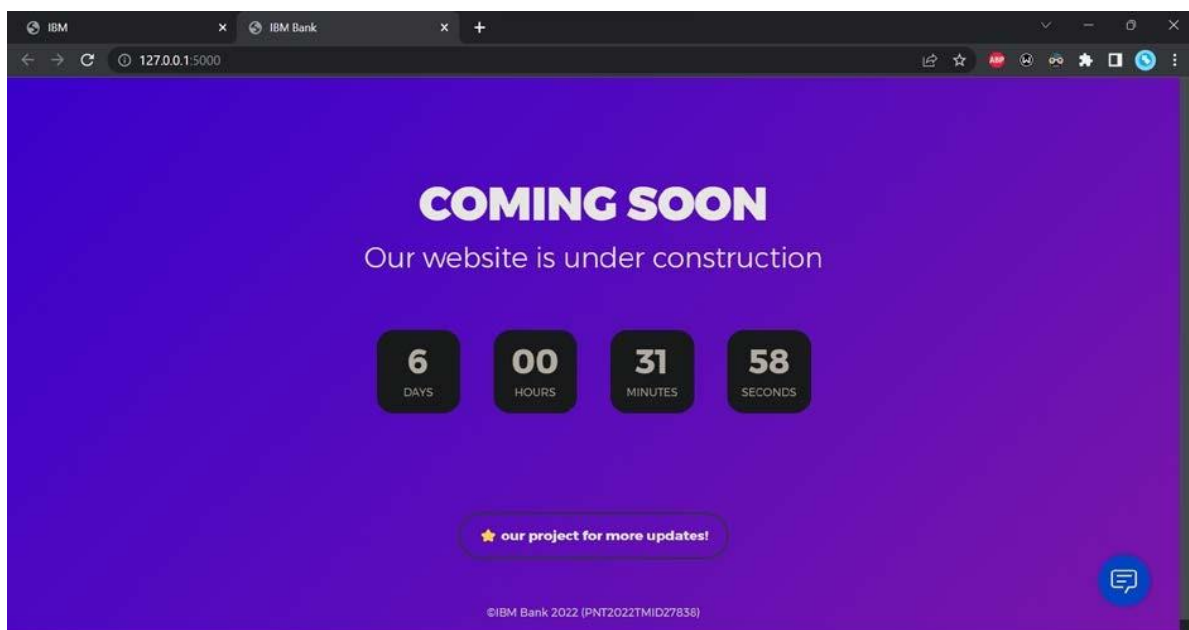 IBM
IBM Bank
127.0.0.1:5000
ABP
COMING SOON
Our website is under construction
6 00 31 58
DAYS HOURS MINUTES SECONDS
our project for more updates!
©IBM Bank 2022 (PNT2022TMID27838)